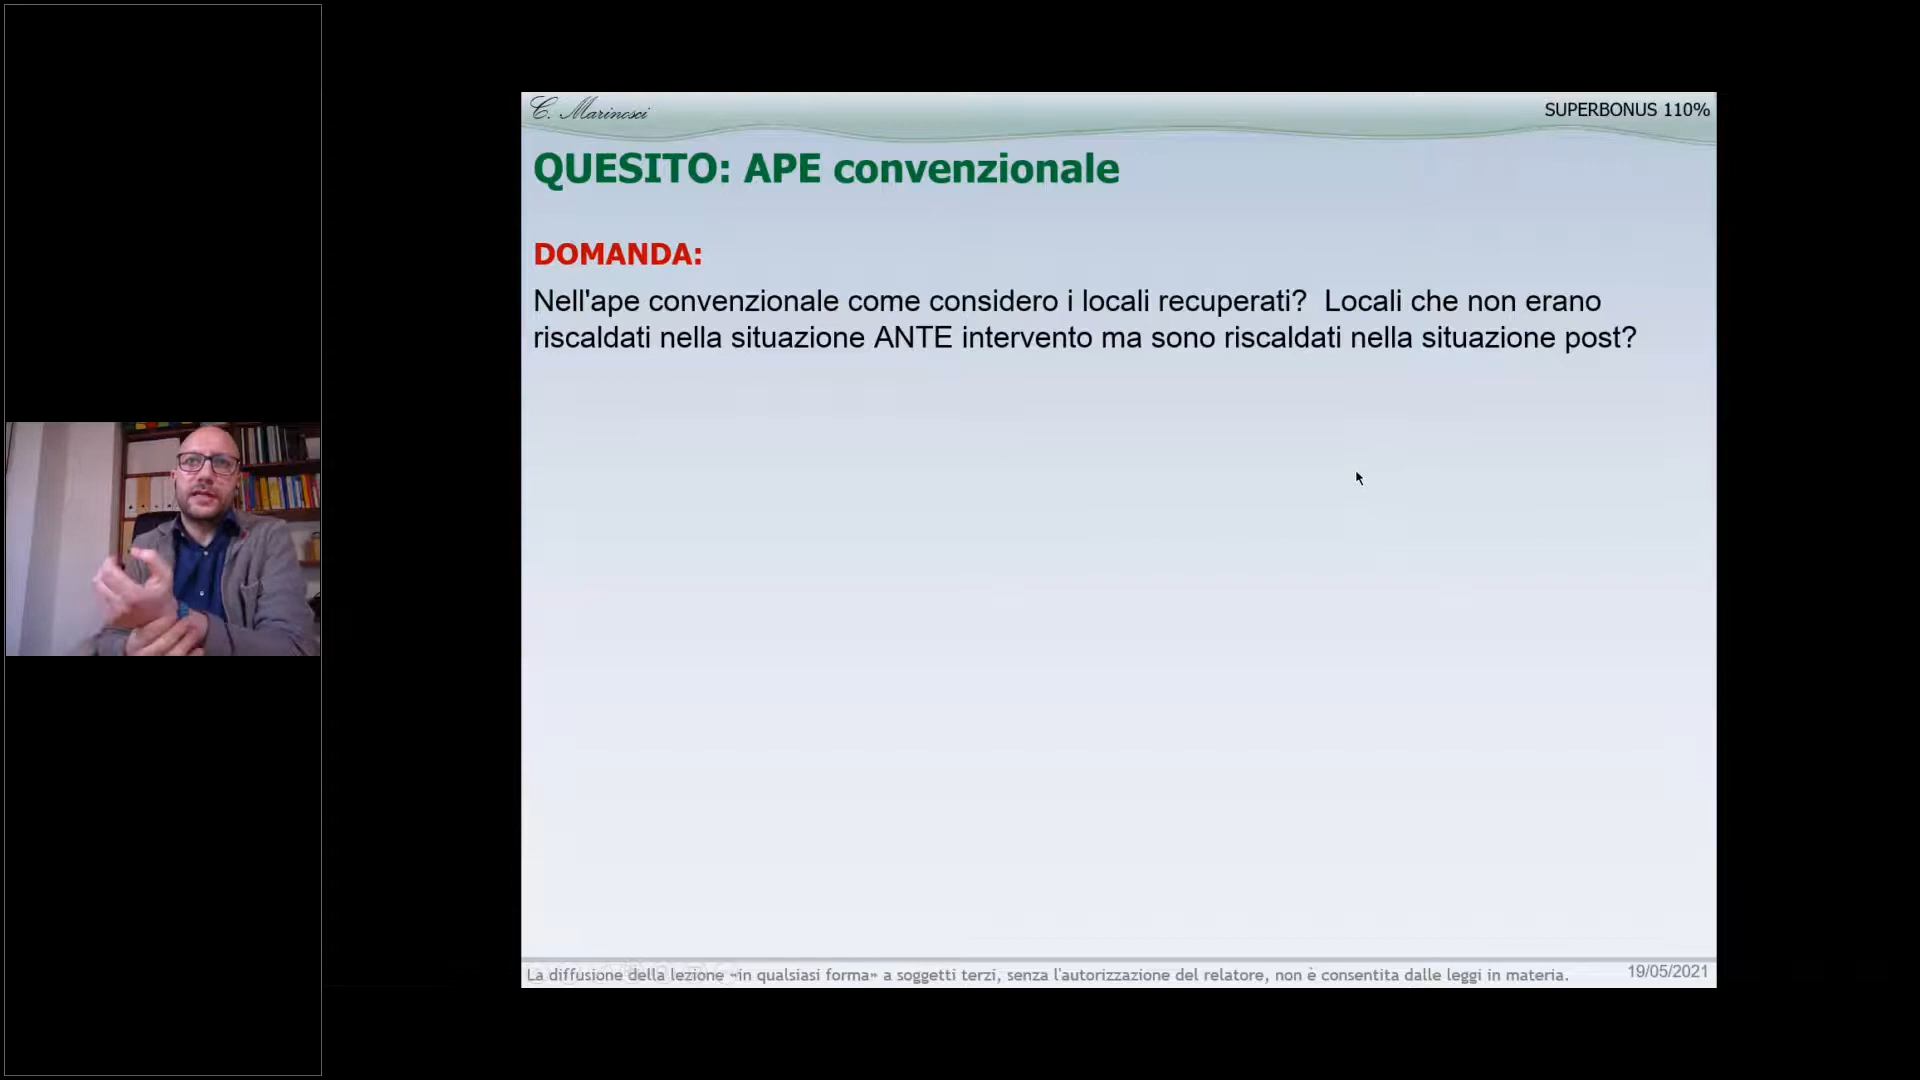 C. Marinosci
SUPERBONUS 110%
QUESITO: APE convenzionale
DOMANDA:
Nell'ape convenzionale come considero i locali recuperati?  Locali che non erano
riscaldati nella situazione ANTE intervento ma sono riscaldati nella situazione post?
La diffusione della lezione «in qualsiasi forma» a soggetti terzi, senza l'autorizzazione del relatore, non è consentita dalle leggi in materia.
19/05/2021